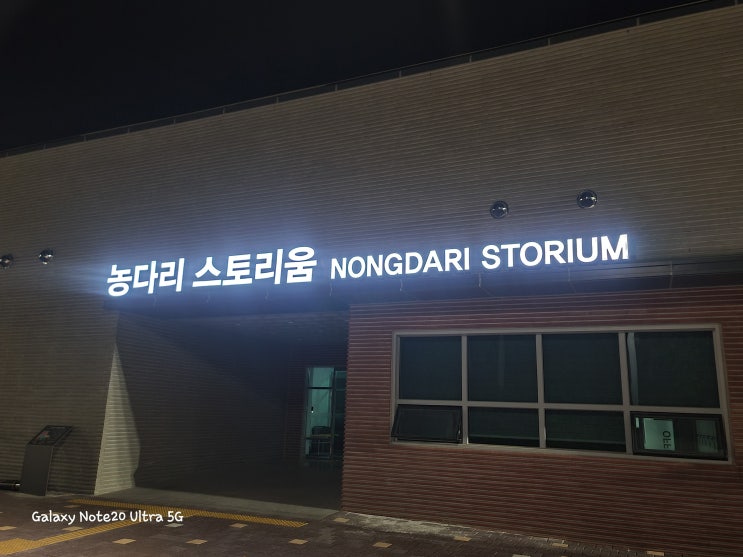 농다리 스토리움 NONGDARI STORIUM
Galaxy Note20 Ultra 5G